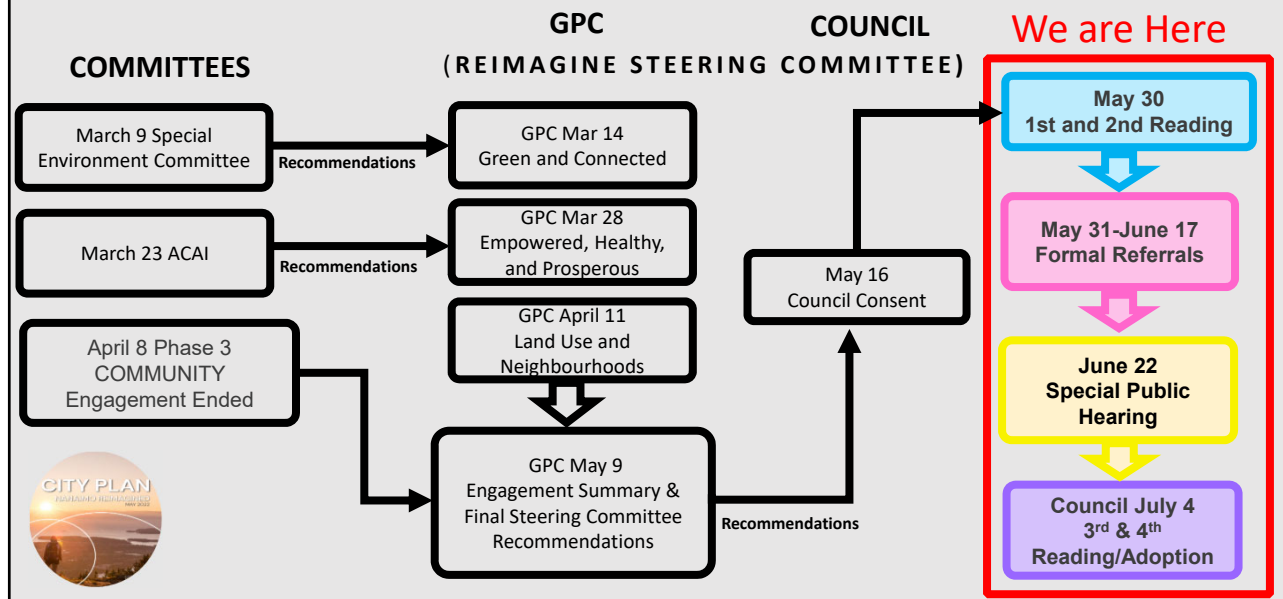 GPC
COUNCIL
We are Here
COMMITTEES
(REIMAGINE STEERING COMMITTEE)
March 9 Special
Environment Committee
Recommendations
GPC Mar 14
Green and Connected
March 23 ACAI
Recommendations
GPC Mar 28
Empowered, Healthy,
and Prosperous
April 8 Phase 3
COMMUNITY
Engagement Ended
GPC April 11
Land Use and
Neighbourhoods
GPC May 9
Engagement Summary &
Final Steering Committee
Recommendations
Recommendations
May 16
Council Consent
May 30
1st and 2nd Reading
May 31-June 17
Formal Referrals
June 22
Special Public
Hearing
Council July 4
3rd & 4th
Reading/Adoption
CITY PLAN
NANAIMO REIMAGINED
MAY 2022